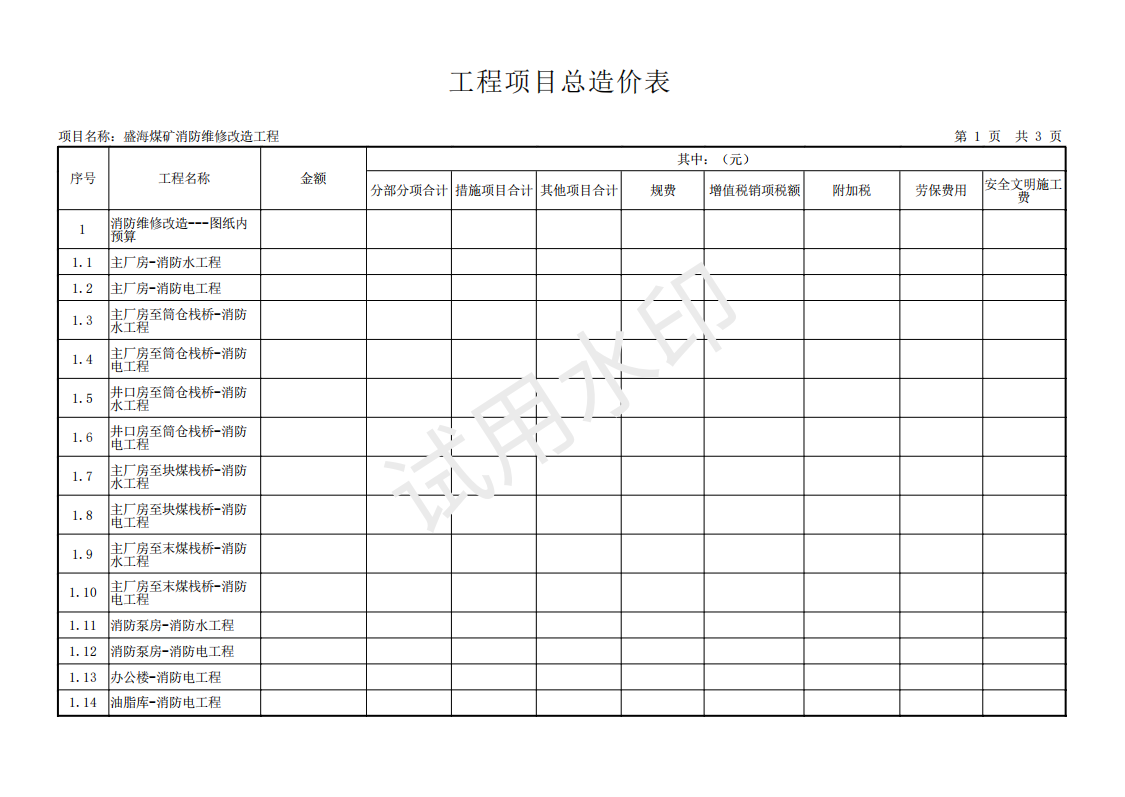 工程项目总造价表
项目名称: 盛海煤矿消防维修改造工程
第 1 页 共 3 页
序号 工程名称 金额 其中：（元）
分部分项合计 措施项目合计 其他项目合计 规费 增值税销项税额 附加税 劳保费用 安全文明施工
费
1 消防维修改造---图纸内
预算
1.1 主厂房-消防水工程
1.2 主厂房-消防电工程
1.3 主厂房至筒仓栈桥-消防
水工程
1.4 主厂房至筒仓栈桥-消防
电工程
1.5 井口房至筒仓栈桥-消防
水工程
1.6 井口房至筒仓栈桥-消防
电工程
1.7 主厂房至块煤栈桥-消防
水工程
1.8 主厂房至块煤栈桥-消防
电工程
1.9 主厂房至末煤栈桥-消防
水工程
1.10 主厂房至末煤栈桥-消防
电工程
1.11 消防泵房-消防水工程
1.12 消防泵房-消防电工程
1.13 办公楼-消防电工程
1.14 油脂库-消防电工程
试用水印